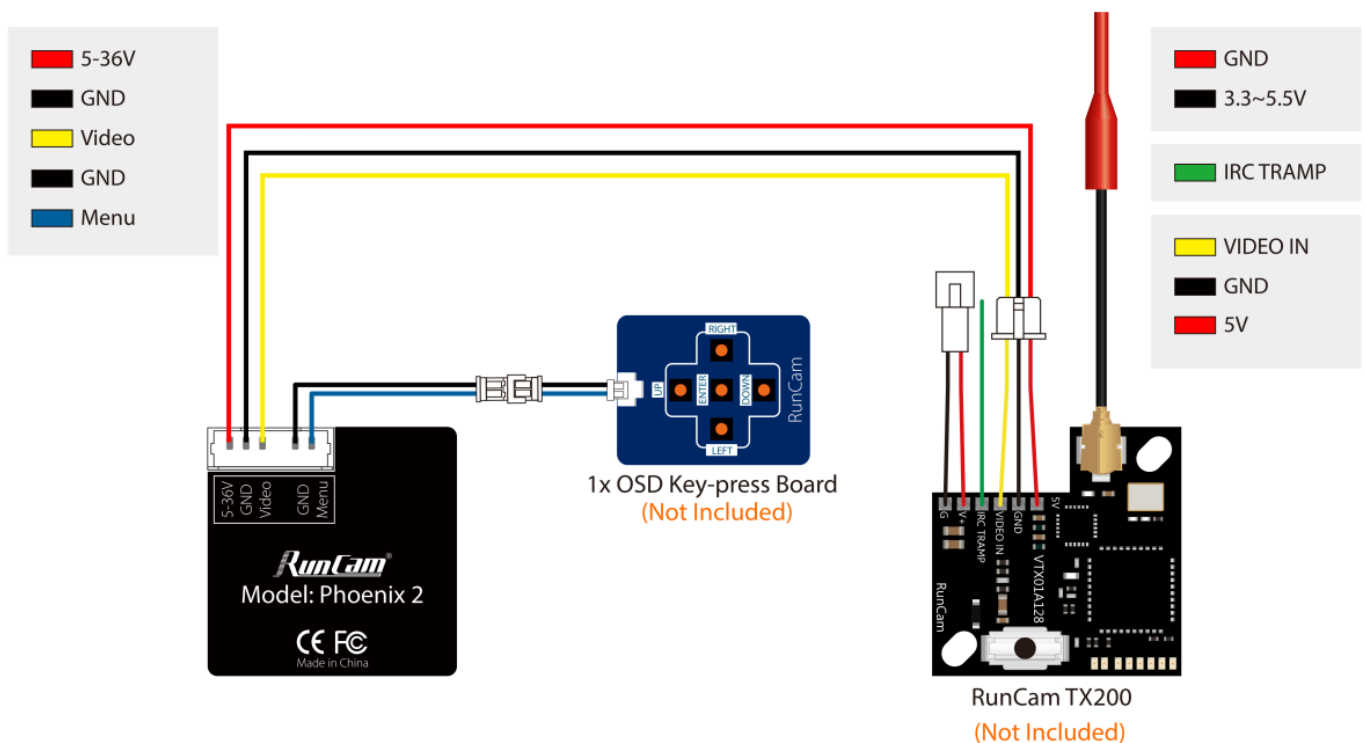 5-36V
GND
Video
GND
Menu
GND
3.3~5.5V
IRC TRAMP
VIDEO IN
GND
5V
RIGHT
UP
ENTER
DOWN
LEFT
RunCam
1x OSD Key-press Board
(Not Included)
5-36V
GND
Video
GND
Menu
RunCam®
Model: Phoenix 2
CE FC
Made in China
G
V+
IRC TRAMP
VIDEO IN
GND
5V
VTX01A128
RunCam
RunCam TX200
(Not Included)